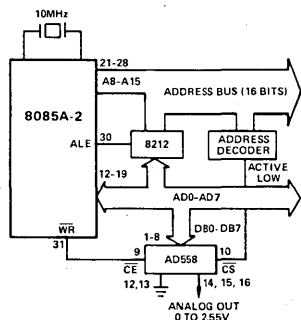 10MHz
21-28
A8-A15
ADDRESS BUS (16 BITS)
8085A-2
ALE
30
8212
ADDRESS
DECODER
12-19
ACTIVE
LOW
AD0-AD7
WR
31
1-8
DB0-DB7
9
CE
AD558
10
CS
12,13
14, 15, 16
ANALOG OUT
0 TO 2.55V